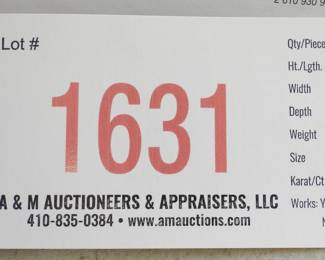 Lot #
1631
A & M AUCTIONEERS & APPRAISERS, LLC
410-835-0384 • www.amauctions.com
Qty/Piece
Ht./Lgth.
Width
Depth
Weight
Size
Karat/Ct
Works: Y